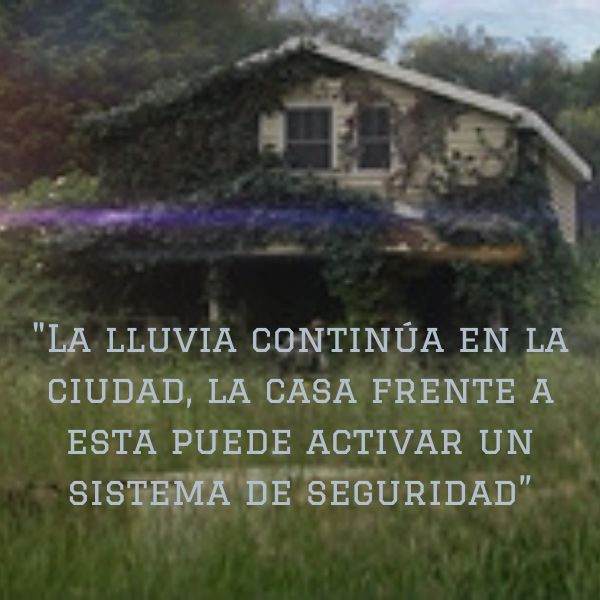 "La lluvia continúa en la
ciudad, la casa frente a
esta puede activar un
sistema de seguridad”